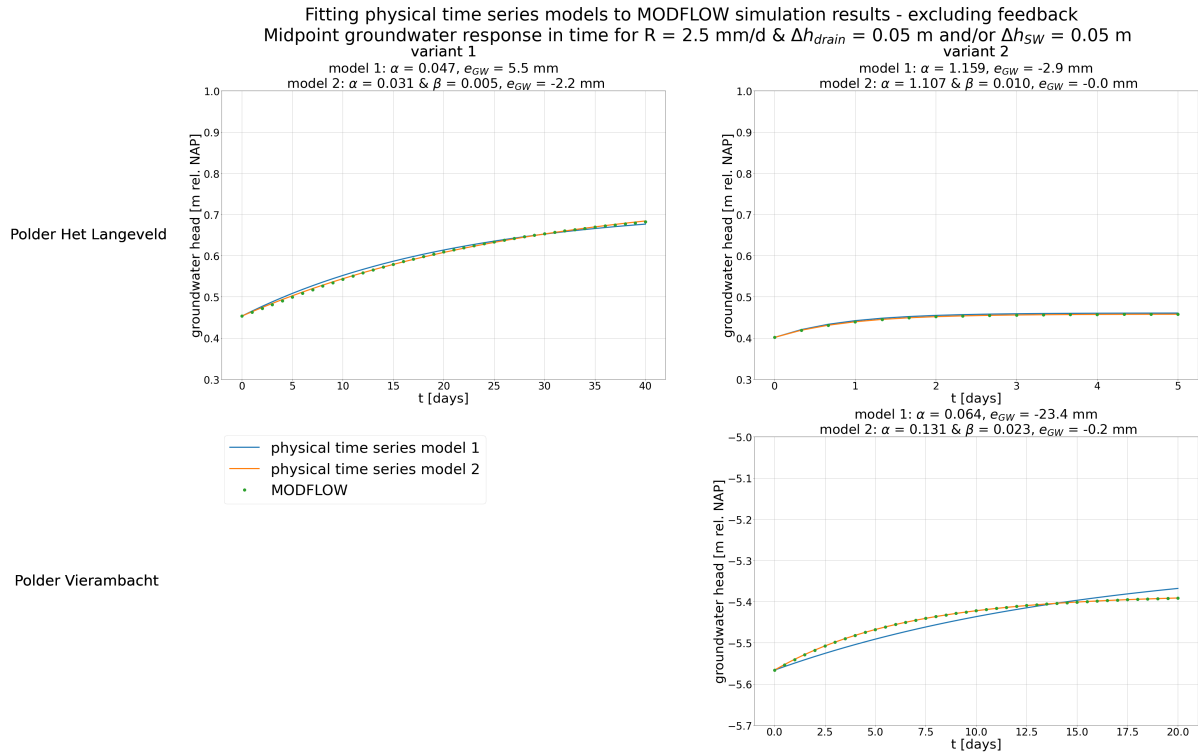 Fitting physical time series models to MODFLOW simulation results - excluding feedback
Midpoint groundwater response in time for R = 2.5 mm/d & Δh_drain = 0.05 m and/or Δh_SW = 0.05 m
variant 1
model 1: α = 0.047, e_GW = 5.5 mm
model 2: α = 0.031 & β = 0.005, e_GW = -2.2 mm
variant 2
model 1: α = 1.159, e_GW = -2.9 mm
model 2: α = 1.107 & β = 0.010, e_GW = -0.0 mm
Polder Het Langeveld
groundwater head [m rel. NAP]
1.0
0.9
0.8
0.7
0.6
0.5
0.4
0.3
0 5 10 15 20 25 30 35 40
t [days]
groundwater head [m rel. NAP]
1.0
0.9
0.8
0.7
0.6
0.5
0.4
0.3
0 1 2 3 4 5
t [days]
physical time series model 1
physical time series model 2
MODFLOW
Polder Vierambacht
model 1: α = 0.064, e_GW = -23.4 mm
model 2: α = 0.131 & β = 0.023, e_GW = -0.2 mm
groundwater head [m rel. NAP]
−5.0
−5.1
−5.2
−5.3
−5.4
−5.5
−5.6
−5.7
0.0 2.5 5.0 7.5 10.0 12.5 15.0 17.5 20.0
t [days]